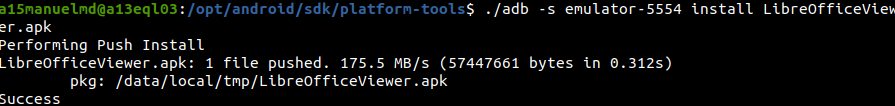 a15manuelmd@a13eql03:/opt/android/sdk/platform-tools$ ./adb -s emulator-5554 install LibreOfficeView
er.apk
Performing Push Install
LibreOfficeViewer.apk: 1 file pushed. 175.5 MB/s (57447661 bytes in 0.312s)
        pkg: /data/local/tmp/LibreOfficeViewer.apk
Success